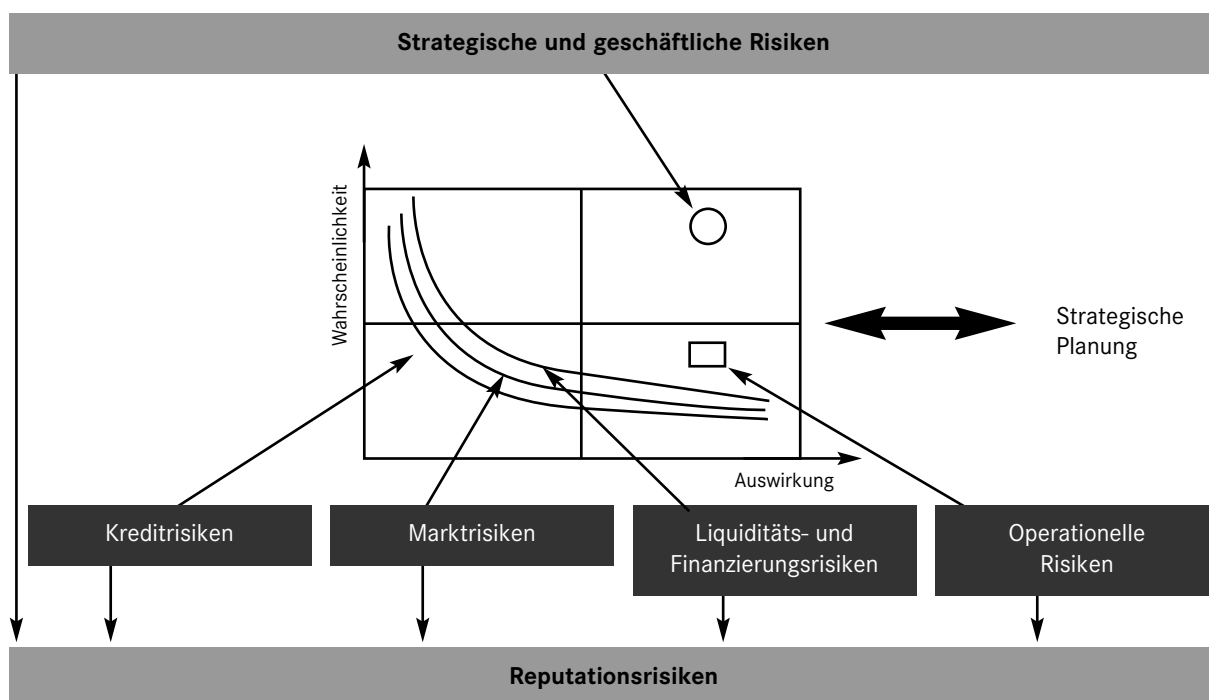 Strategische und geschäftliche Risiken
Wahrscheinlichkeit
Strategische
Planung
Auswirkung
Kreditrisiken
Marktrisiken
Liquiditäts- und
Finanzierungsrisiken
Operationelle
Risiken
Reputationsrisiken